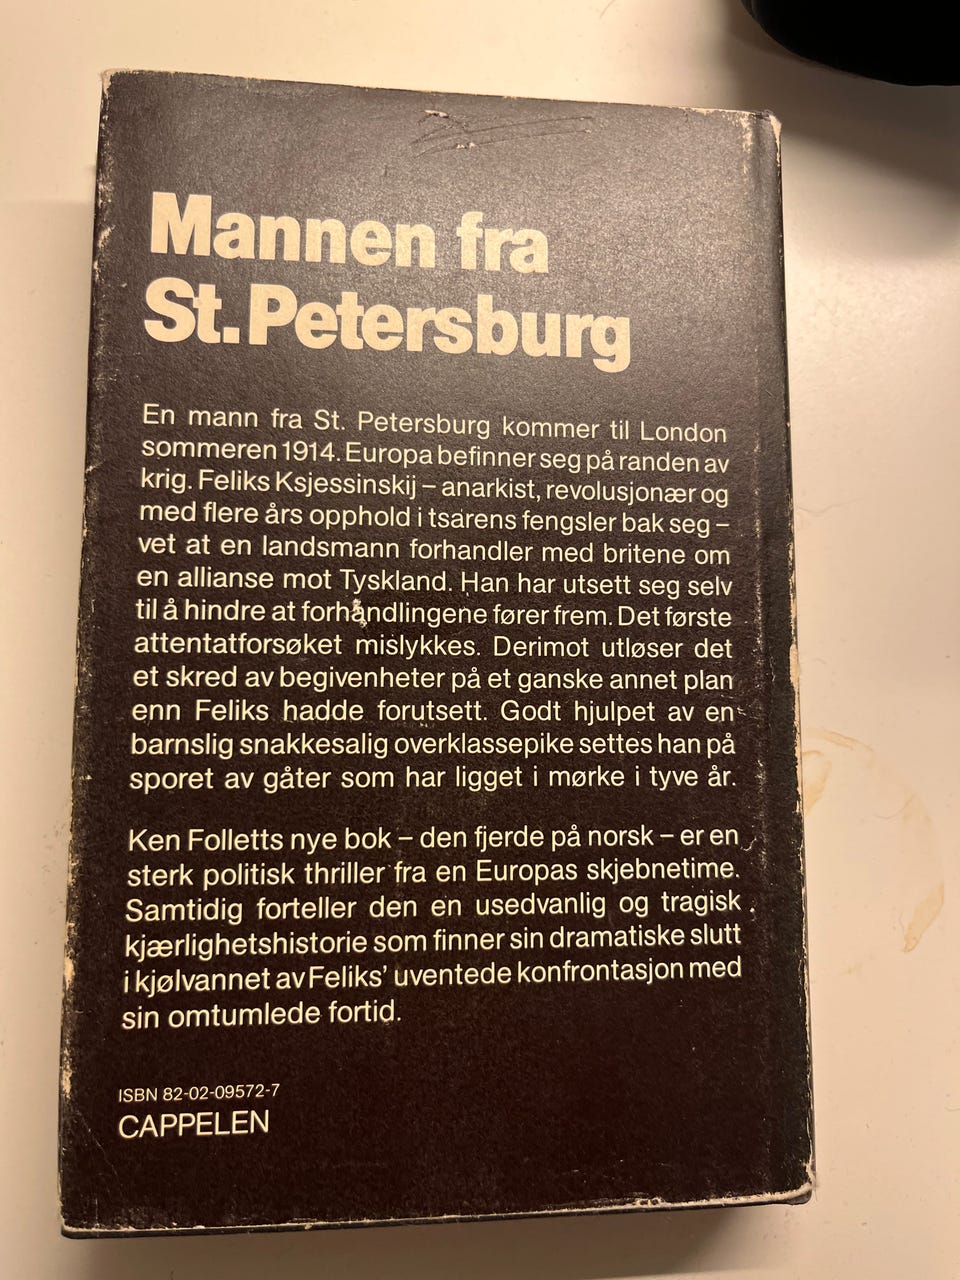 Mannen fra
St. Petersburg
En mann fra St. Petersburg kommer til London
sommeren 1914. Europa befinner seg på randen av
krig. Feliks Ksjessinskij – anarkist, revolusjonær og
med flere års opphold i tsarens fengsler bak seg –
vet at en landsmann forhandler med britene om
en allianse mot Tyskland. Han har utsett seg selv
til å hindre at forhandlingene fører frem. Det første
attentatforsøket mislykkes. Derimot utløser det
et skred av begivenheter på et ganske annet plan
enn Feliks hadde forutsett. Godt hjulpet av en
barnslig snakkesalig overklassepike settes han på
sporet av gåter som har ligget i mørke i tyve år.
Ken Folletts nye bok – den fjerde på norsk – er en
sterk politisk thriller fra en Europas skjebnetime.
Samtidig forteller den en usedvanlig og tragisk
kjærlighetshistorie som finner sin dramatiske slutt
i kjølvannet av Feliks’ uventede konfrontasjon med
sin omtumlede fortid.
ISBN 82-02-09572-7
CAPPELEN